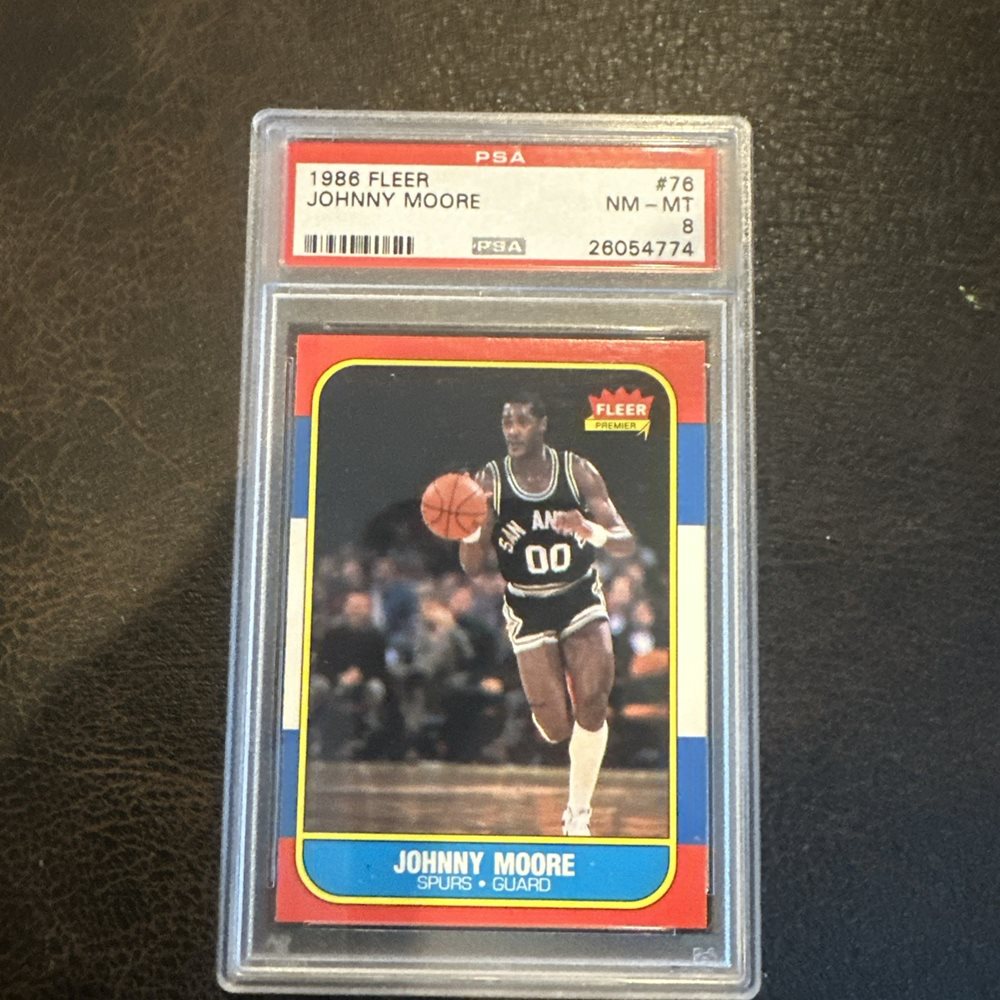 PSA
1986 FLEER #76
JOHNNY MOORE NM - MT
8
PSA 26054774
FLEER
PREMIER
SAN AN
00
JOHNNY MOORE
SPURS • GUARD